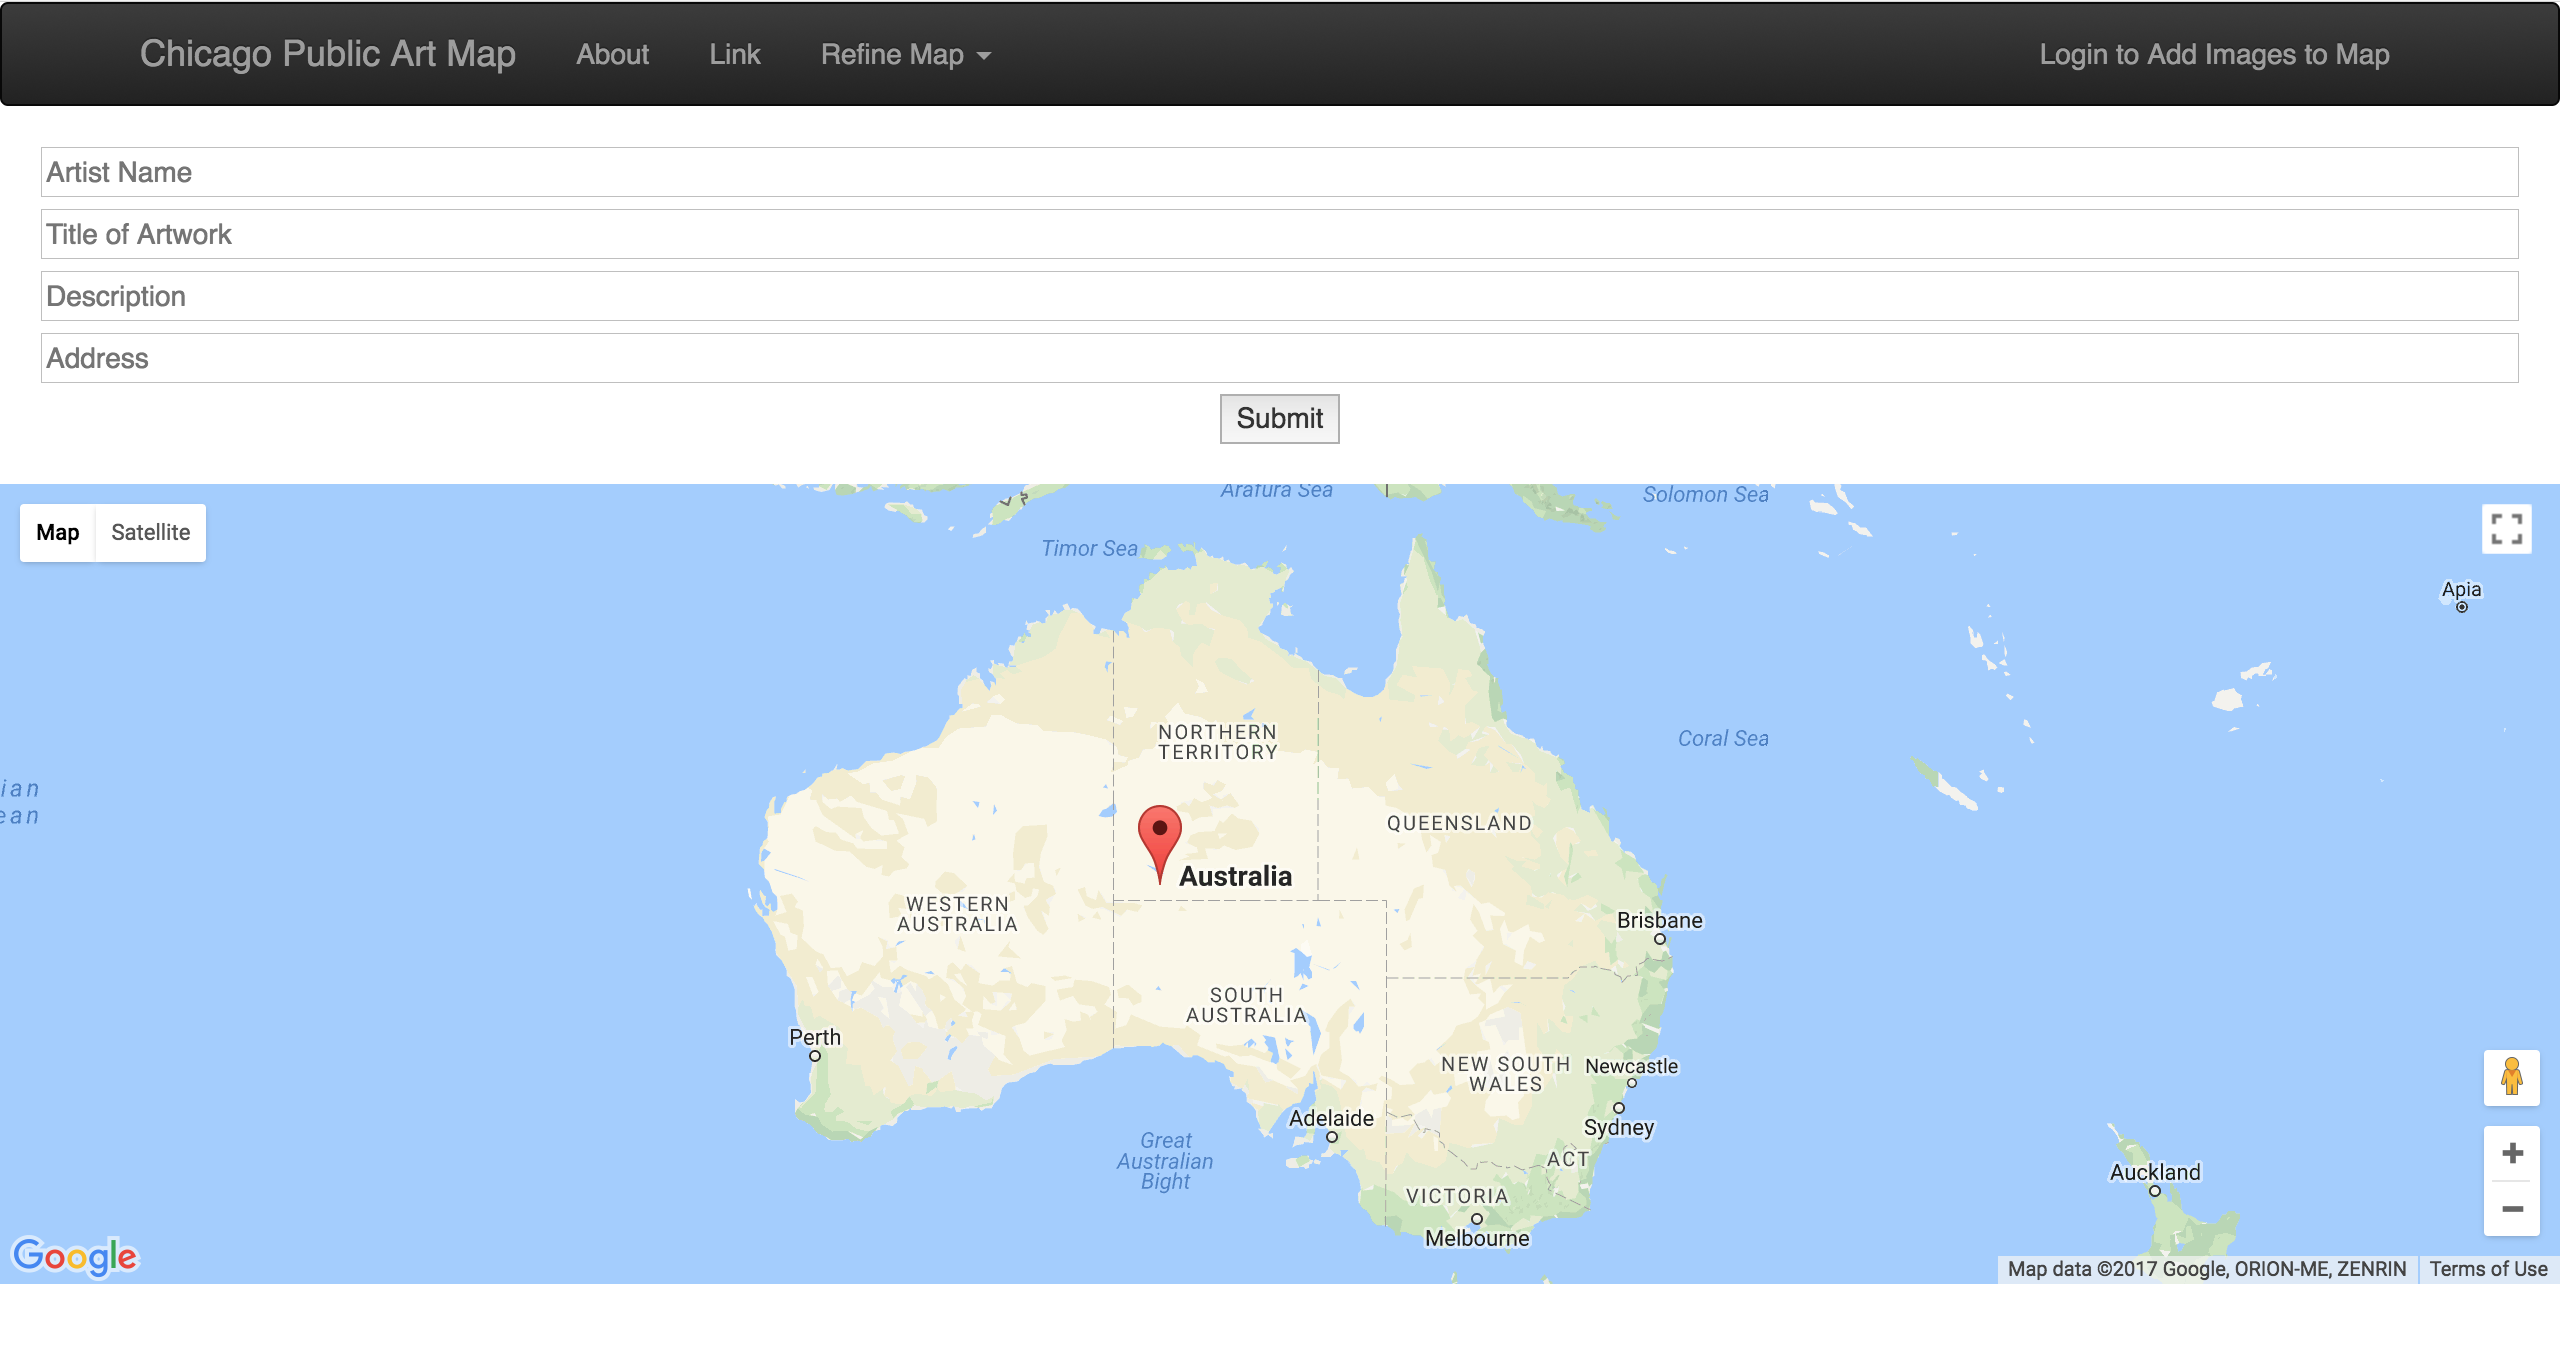 Chicago Public Art Map About Link Refine Map Login to Add Images to Map
Artist Name
Title of Artwork
Description
Address
Submit
Map Satellite
Arafura Sea
Solomon Sea
Timor Sea
Apia
NORTHERN
TERRITORY
Coral Sea
ian
ean
QUEENSLAND
Australia
WESTERN
AUSTRALIA
Brisbane
SOUTH
AUSTRALIA
Perth
NEW SOUTH
WALES
Newcastle
Adelaide
Sydney
Great
Australian
Bight
ACT
Auckland
VICTORIA
Melbourne
Google
Map data ©2017 Google, ORION-ME, ZENRIN Terms of Use